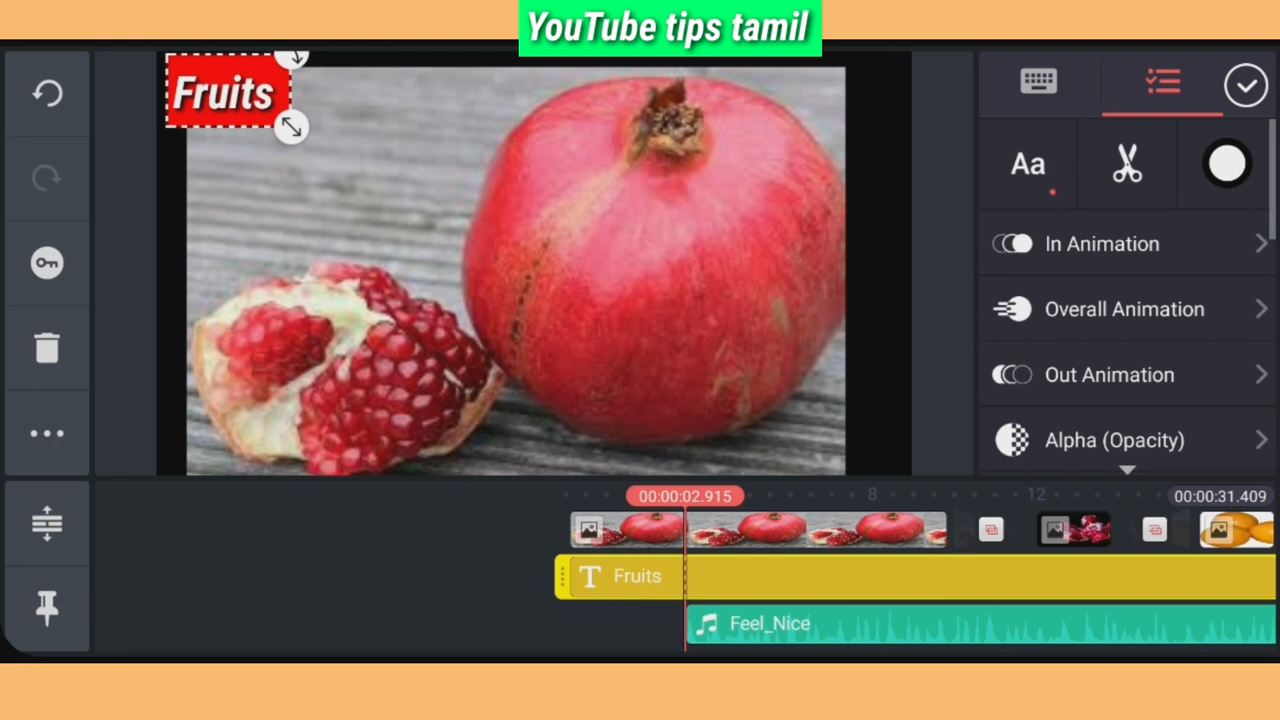 YouTube tips tamil
Fruits
Aa
In Animation
Overall Animation
Out Animation
Alpha (Opacity)
00:00:02.915
8
12
00:00:31.409
T Fruits
Feel_Nice